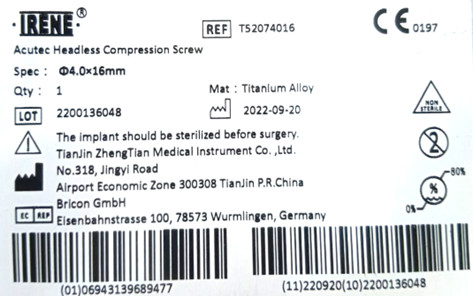 IRENE®
REF T52074016
CE 0197
Acutec Headless Compression Screw
Spec : Φ4.0×16mm
Qty : 1
Mat : Titanium Alloy
LOT 2200136048
2022-09-20
NON STERILE
The implant should be sterilized before surgery.
TianJin ZhengTian Medical Instrument Co.,Ltd.
No.318, Jingyi Road
Airport Economic Zone 300308 TianJin P.R.China
2
80%
%
0%
Bricon GmbH
EC REP
Eisenbahnstrasse 100, 78573 Wurmlingen, Germany
(01)06943139689477
(11)220920(10)2200136048